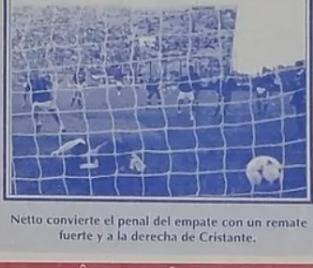 Netto convierte el penal del empate con un remate
fuerte y a la derecha de Cristante.